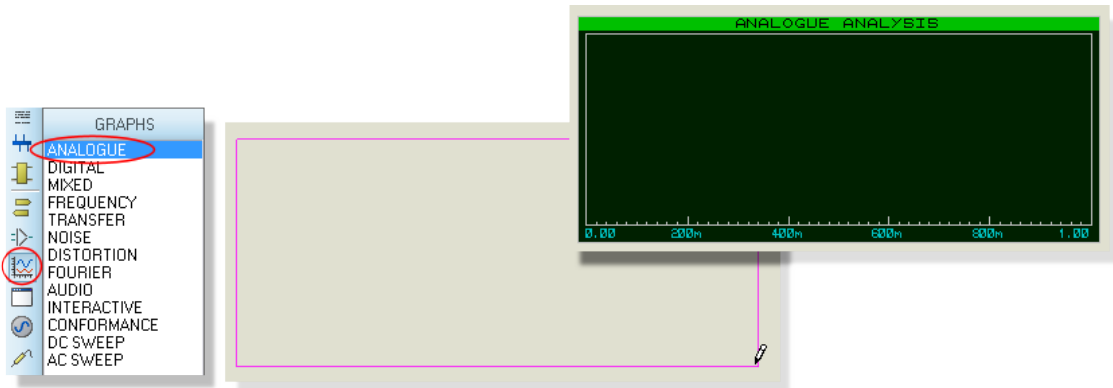 GRAPHS
ANALOGUE
DIGITAL
MIXED
FREQUENCY
TRANSFER
NOISE
DISTORTION
FOURIER
AUDIO
INTERACTIVE
CONFORMANCE
DC SWEEP
AC SWEEP
ANALOGUE ANALYSIS
0.00 200m 400m 600m 800m 1.00